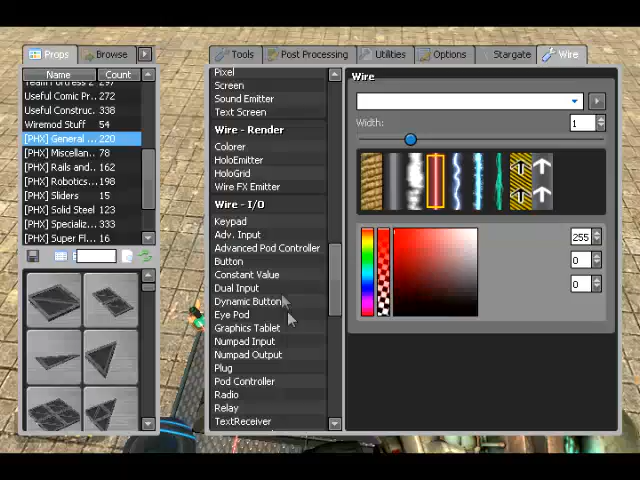 Props
Browse
Tools
Post Processing
Utilities
Options
Stargate
Wire
Name
Count
Team Fortress 2 297
Useful Comic Pr... 272
Useful Construc.. 338
Wiremod Stuff 54
[PHX] General ... 220
[PHX] Miscellan... 78
[PHX] Rails and... 162
[PHX] Robotics... 198
[PHX] Sliders 15
[PHX] Solid Steel 123
[PHX] Specializ... 333
[PHX] Super Fl... 16
Pixel
Screen
Sound Emitter
Text Screen
Wire - Render
Colorer
HoloEmitter
HoloGrid
Wire FX Emitter
Wire - I/O
Keypad
Adv. Input
Advanced Pod Controller
Button
Constant Value
Dual Input
Dynamic Button
Eye Pod
Graphics Tablet
Numpad Input
Numpad Output
Plug
Pod Controller
Radio
Relay
TextReceiver
Wire
Width:
1
255
0
0